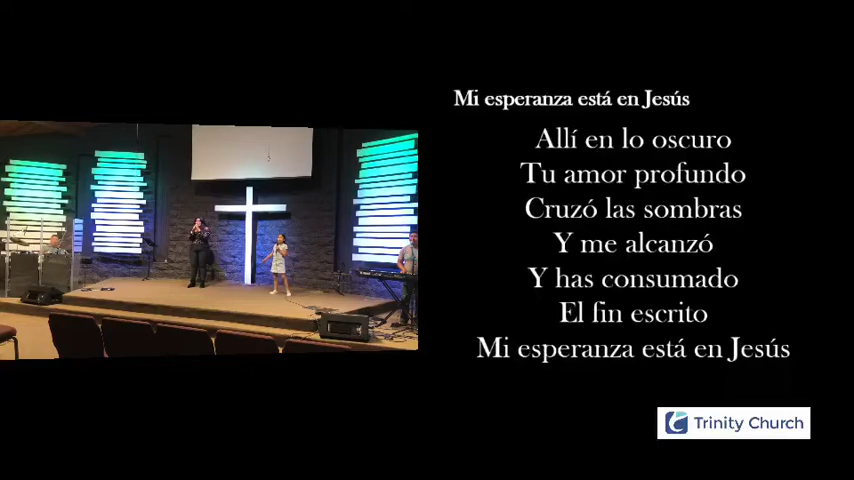 Mi esperanza está en Jesús
Allí en lo oscuro
Tu amor profundo
Cruzó las sombras
Y me alcanzó
Y has consumado
El fin escrito
Mi esperanza está en Jesús
Trinity Church